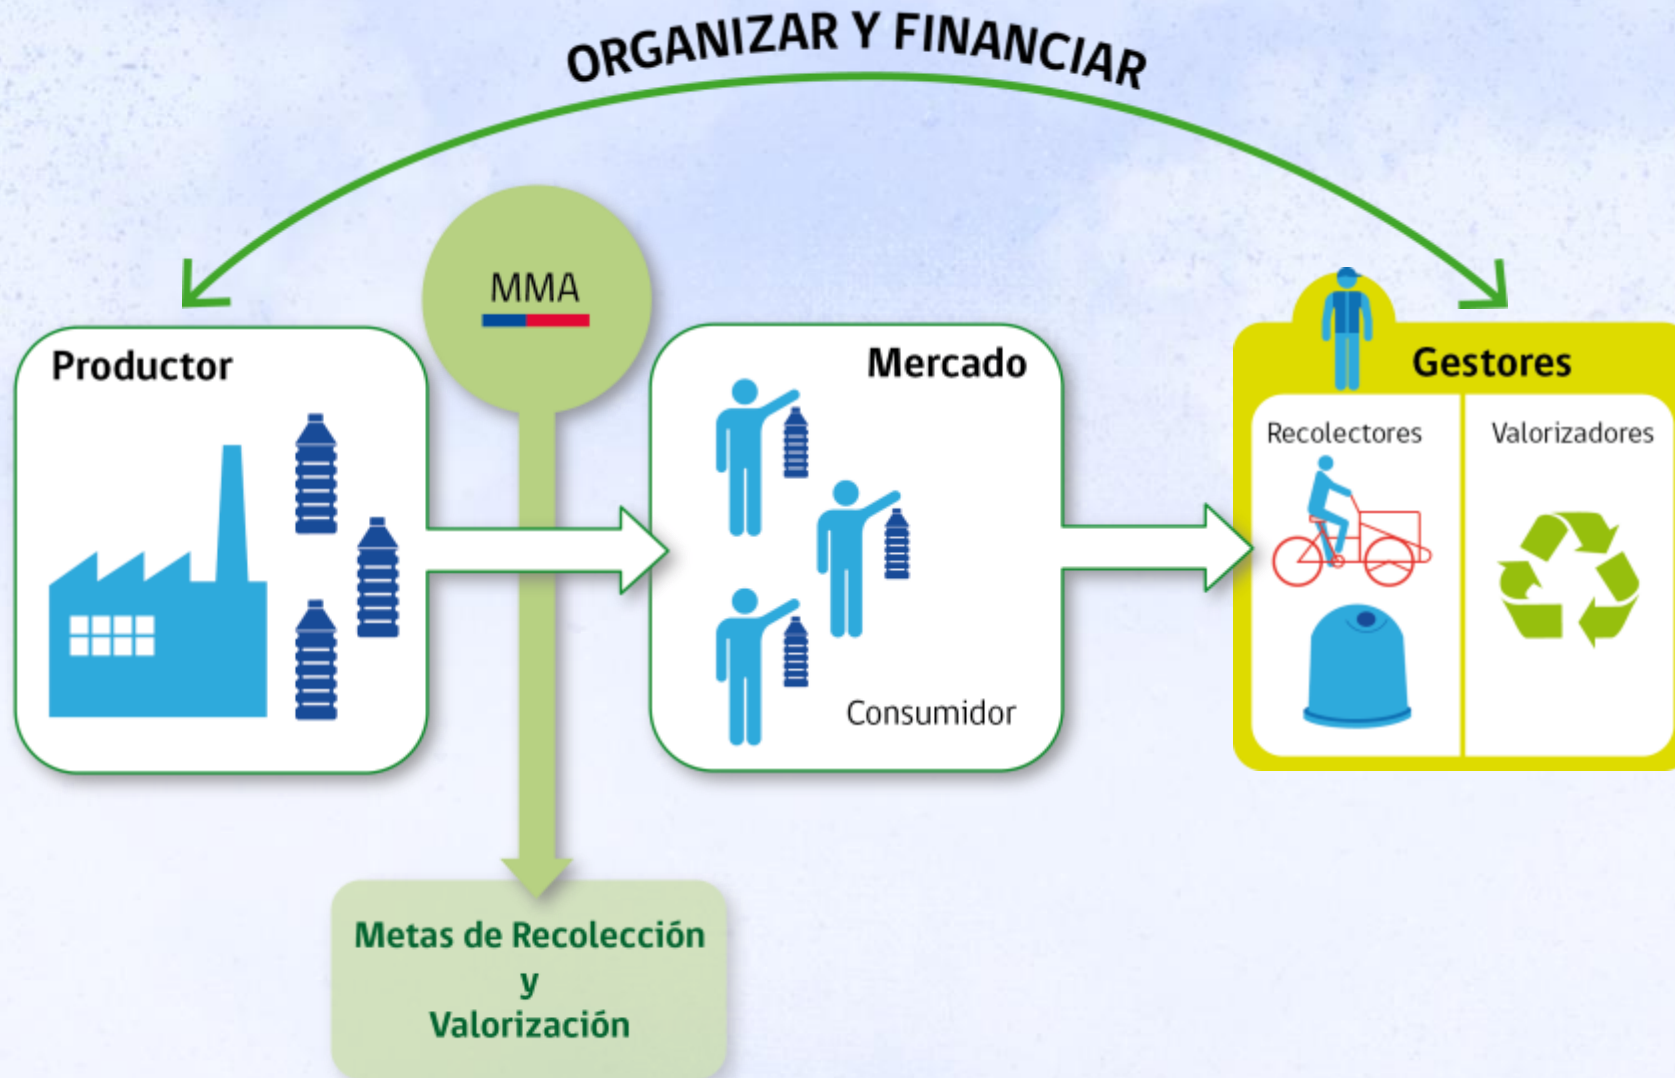 ORGANIZAR Y FINANCIAR
MMA
Productor
Mercado
Consumidor
Gestores
Recolectores
Valorizadores
Metas de Recolección
y
Valorización